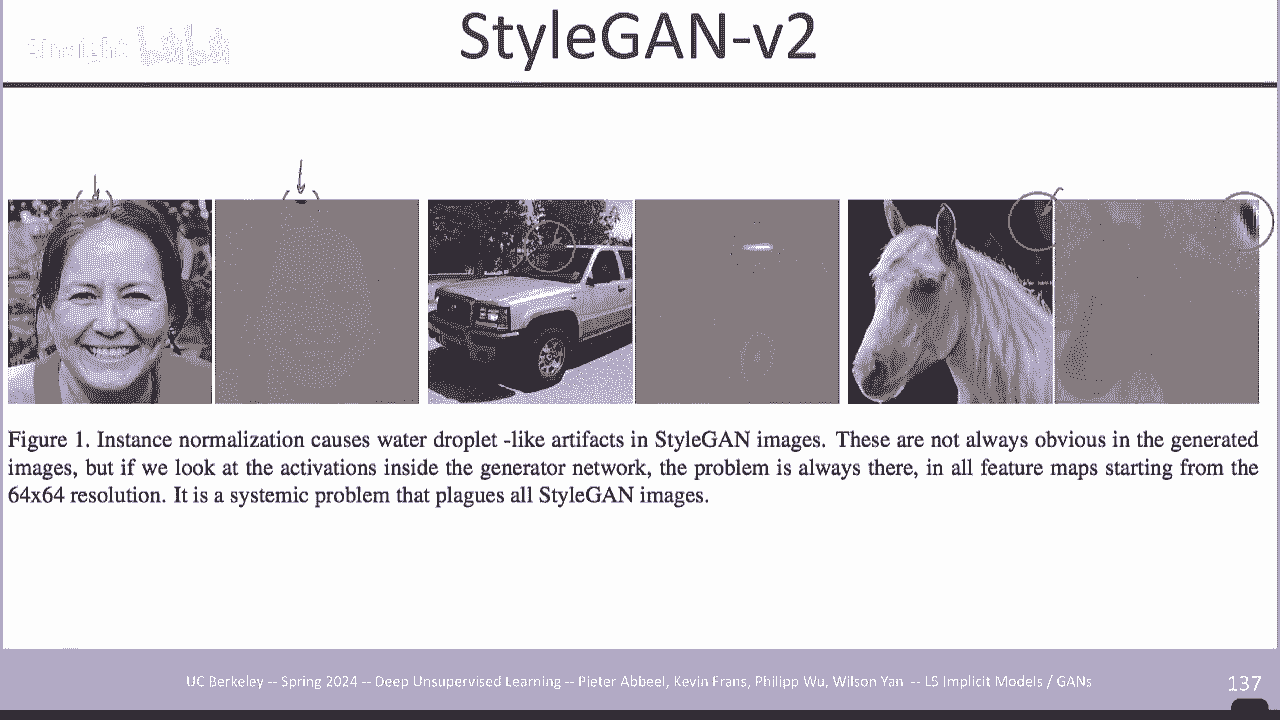 StyleGAN-v2
Figure 1. Instance normalization causes water droplet -like artifacts in StyleGAN images. These are not always obvious in the generated
images, but if we look at the activations inside the generator network, the problem is always there, in all feature maps starting from the
64x64 resolution. It is a systemic problem that plagues all StyleGAN images.
UC Berkeley -- Spring 2024 -- Deep Unsupervised Learning -- Pieter Abbeel, Kevin Frans, Philipp Wu, Wilson Yan -- L5 Implicit Models / GANs
137